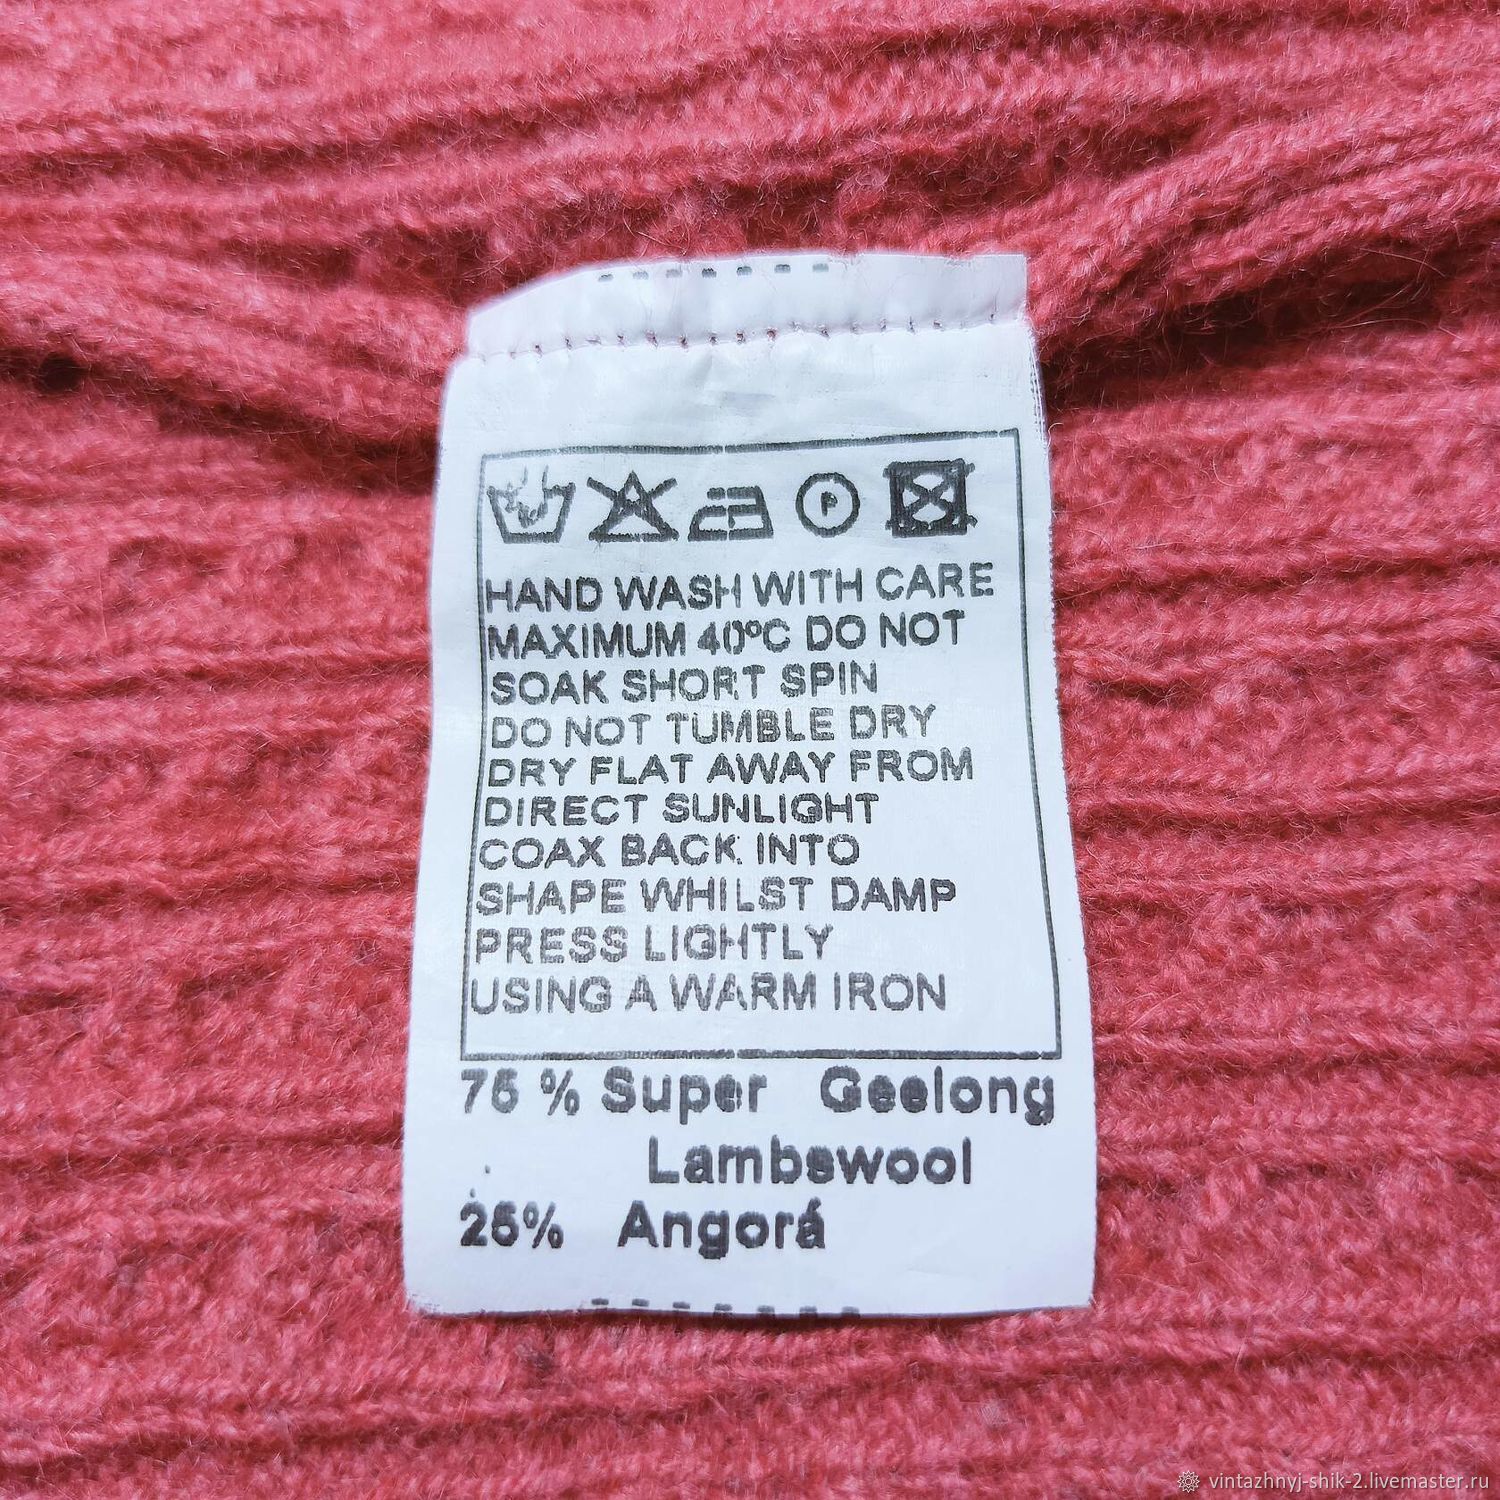 P
HAND WASH WITH CARE
MAXIMUM 40ºC DO NOT
SOAK SHORT SPIN
DO NOT TUMBLE DRY
DRY FLAT AWAY FROM
DIRECT SUNLIGHT
COAX BACK INTO
SHAPE WHILST DAMP
PRESS LIGHTLY
USING A WARM IRON
75 % Super Geelong
Lambswool
25% Angorá
vintazhnyj-shik-2.livemaster.ru